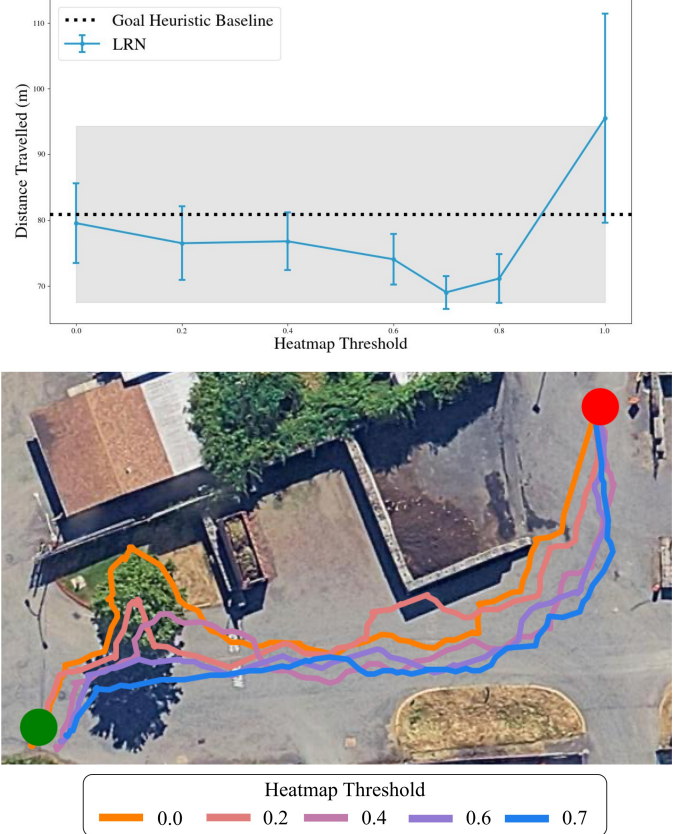 Goal Heuristic Baseline
LRN
Distance Travelled (m)
110
100
90
80
70
0.0 0.2 0.4 0.6 0.8 1.0
Heatmap Threshold
Heatmap Threshold
0.0 0.2 0.4 0.6 0.7